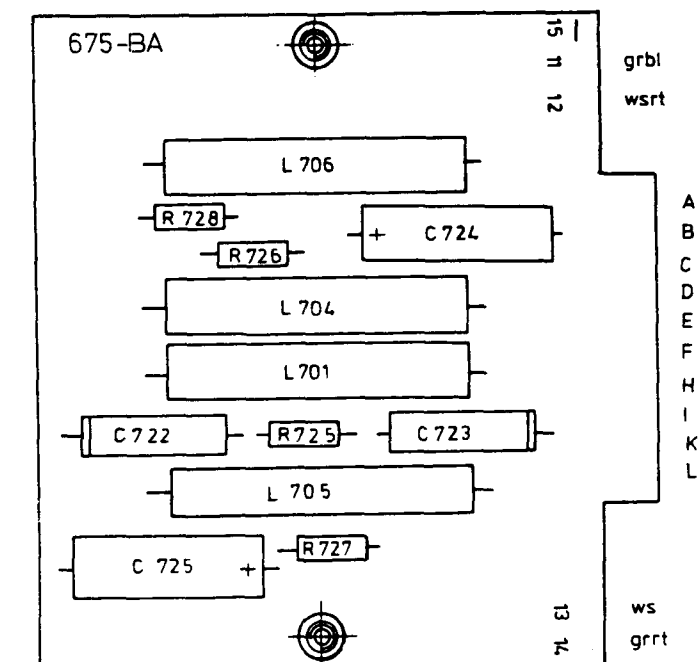 675-BA
15
11 grbl
12 wsrt
L 706
A
R 728
C 724
B
R 726
C
D
L 704
E
F
L 701
H
I
C 722
R 725
C 723
K
L
L 705
R 727
C 725
13 ws
14 grrt